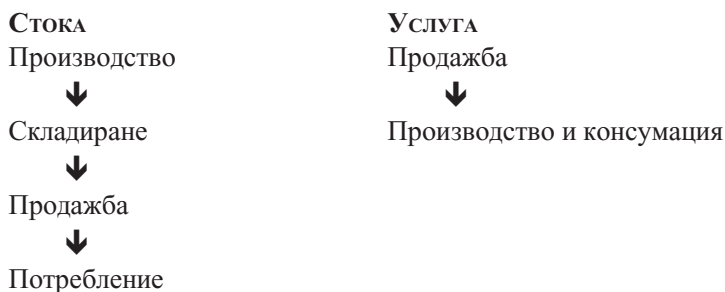 Стока
Производство
Складиране
Продажба
Потребление
Услуга
Продажба
Производство и консумация